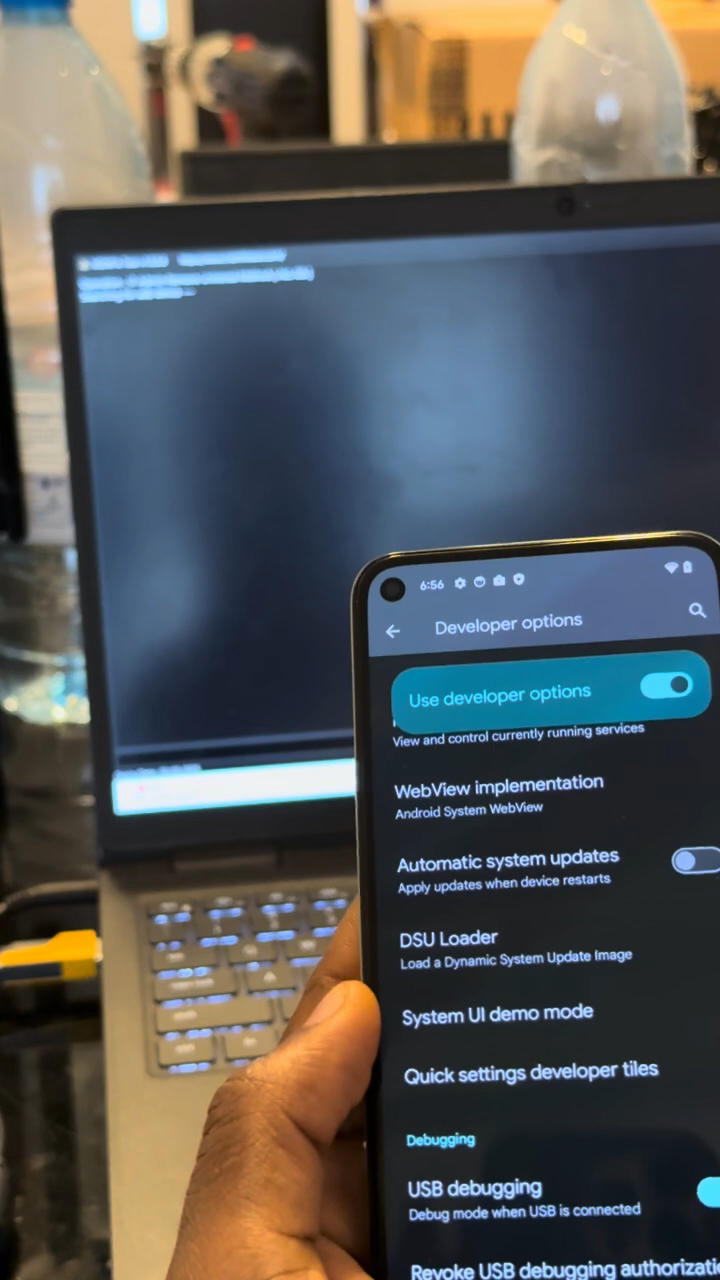 6:56
Developer options
Use developer options
View and control currently running services
WebView implementation
Android System WebView
Automatic system updates
Apply updates when device restarts
DSU Loader
Load a Dynamic System Update Image
System UI demo mode
Quick settings developer tiles
Debugging
USB debugging
Debug mode when USB is connected
Revoke USB debugging